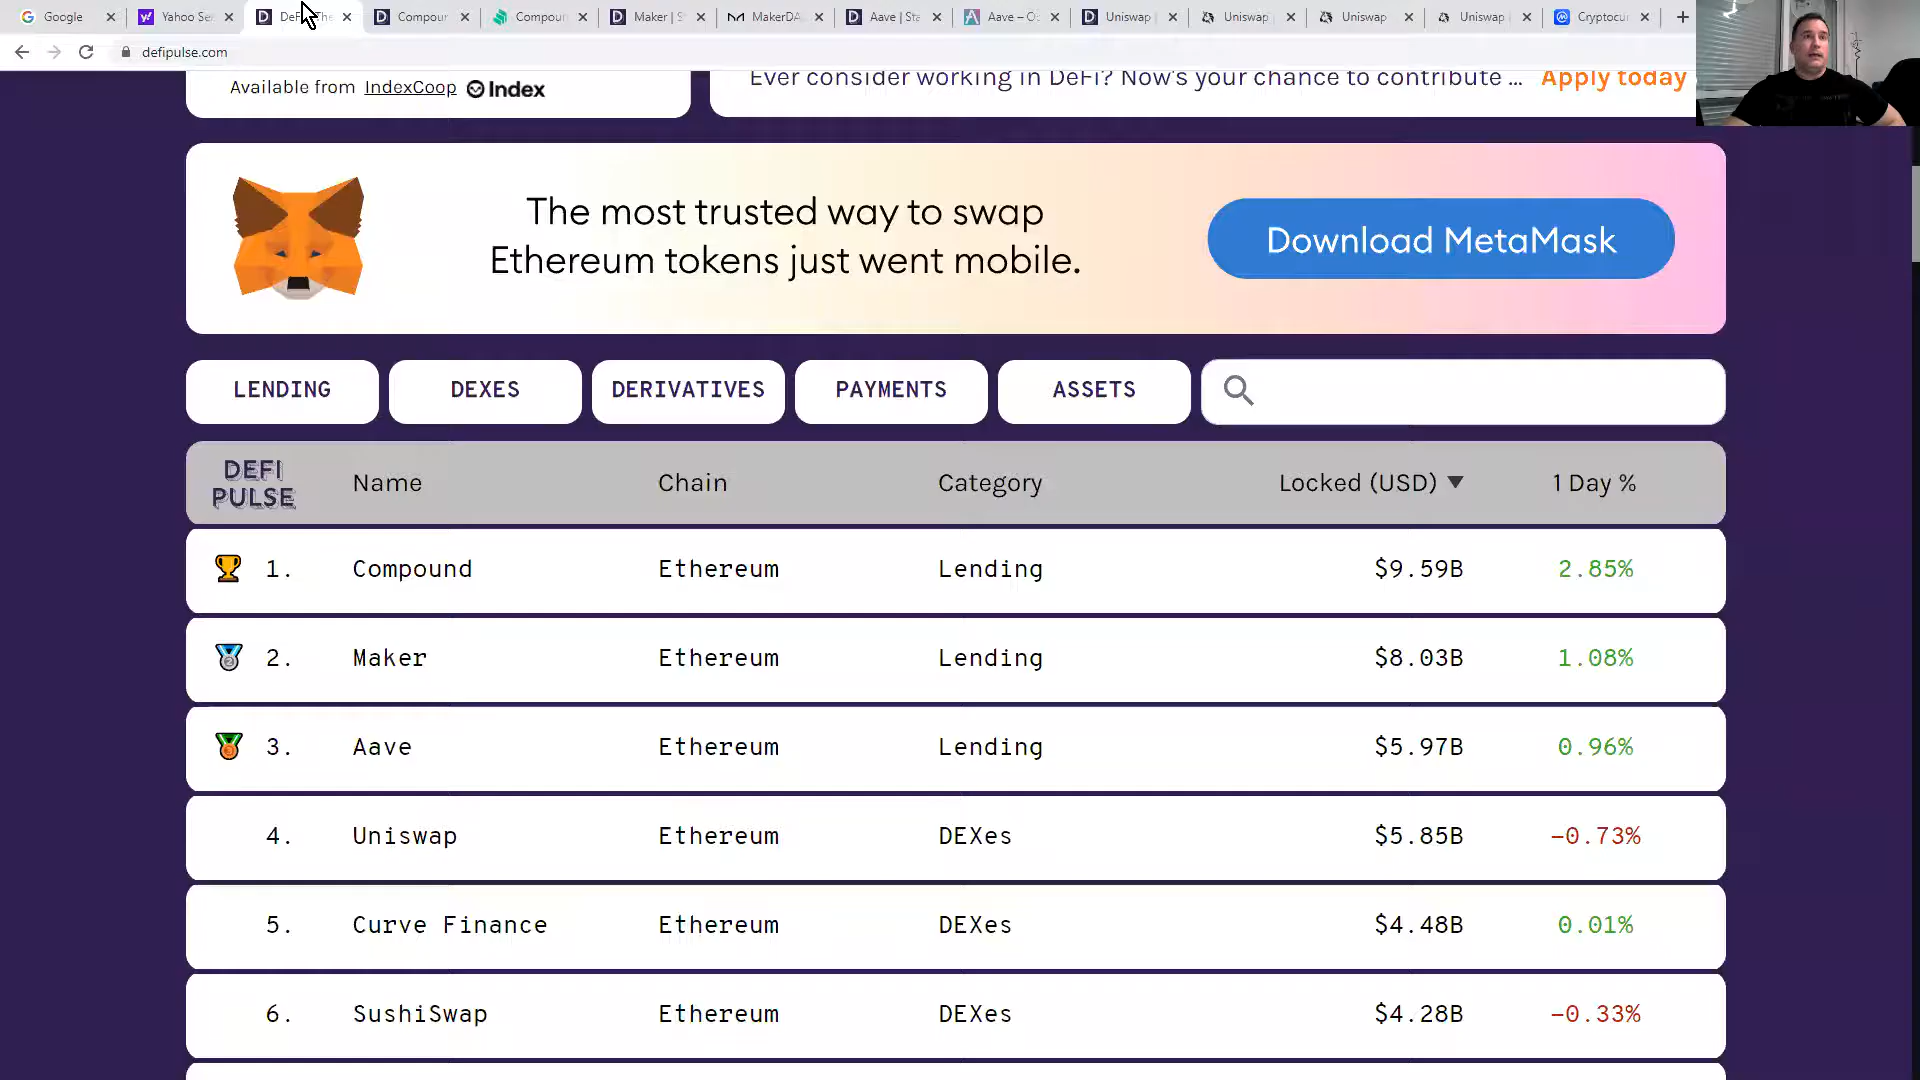 Google
Yahoo Se
DeFi
Compour
Compour
Maker | S
MakerDA
Aave | Sta
Aave – O
Uniswap
Uniswap
Uniswap
Uniswap
Cryptocu
defipulse.com
Available from IndexCoop Index
Ever consider working in DeFi? Now's your chance to contribute ... Apply today
The most trusted way to swap
Ethereum tokens just went mobile.
Download MetaMask
LENDING DEXES DERIVATIVES PAYMENTS ASSETS
DEFI PULSE Name Chain Category Locked (USD) ▼ 1 Day %
1. Compound Ethereum Lending $9.59B 2.85%
2. Maker Ethereum Lending $8.03B 1.08%
3. Aave Ethereum Lending $5.97B 0.96%
4. Uniswap Ethereum DEXes $5.85B -0.73%
5. Curve Finance Ethereum DEXes $4.48B 0.01%
6. SushiSwap Ethereum DEXes $4.28B -0.33%